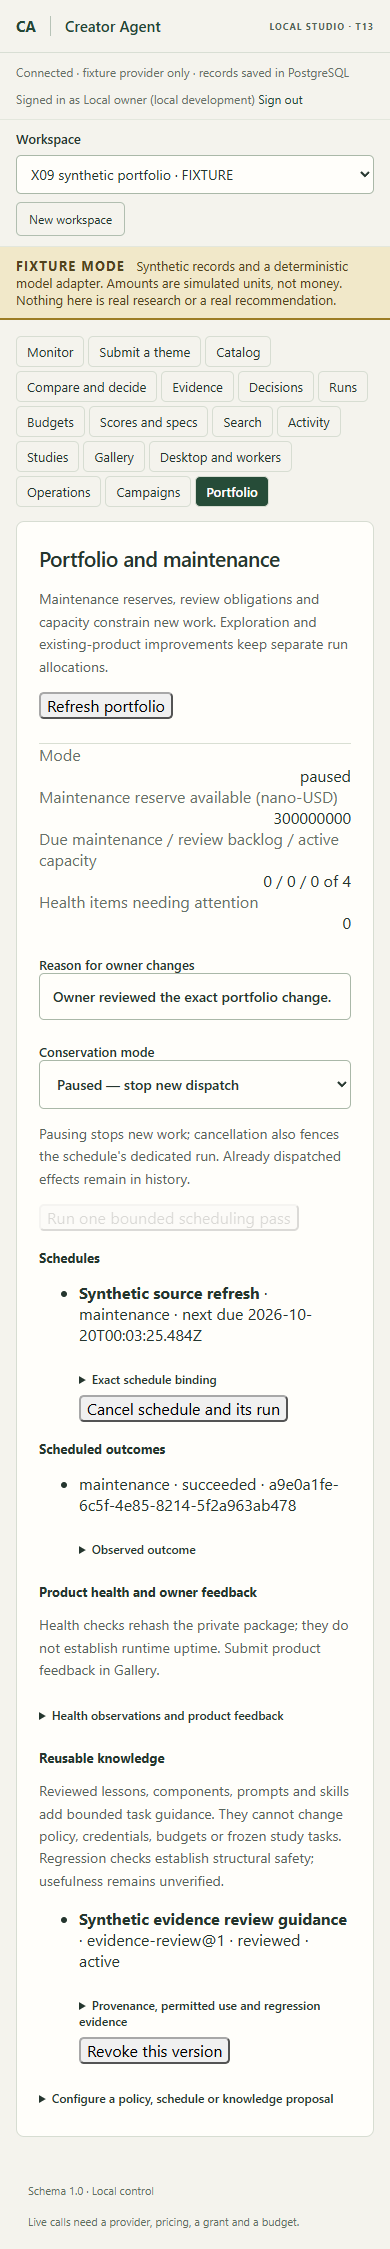 CA Creator Agent LOCAL STUDIO · T13
Connected · fixture provider only · records saved in PostgreSQL
Signed in as Local owner (local development) Sign out
Workspace
X09 synthetic portfolio · FIXTURE
New workspace
FIXTURE MODE Synthetic records and a deterministic
model adapter. Amounts are simulated units, not money.
Nothing here is real research or a real recommendation.
Monitor Submit a theme Catalog
Compare and decide Evidence Decisions Runs
Budgets Scores and specs Search Activity
Studies Gallery Desktop and workers
Operations Campaigns Portfolio
Portfolio and maintenance
Maintenance reserves, review obligations and
capacity constrain new work. Exploration and
existing-product improvements keep separate run
allocations.
Refresh portfolio
Mode
paused
Maintenance reserve available (nano-USD)
300000000
Due maintenance / review backlog / active
capacity
0 / 0 / 0 of 4
Health items needing attention
0
Reason for owner changes
Owner reviewed the exact portfolio change.
Conservation mode
Paused — stop new dispatch
Pausing stops new work; cancellation also fences
the schedule's dedicated run. Already dispatched
effects remain in history.
Run one bounded scheduling pass
Schedules
Synthetic source refresh ·
maintenance · next due 2026-10-
20T00:03:25.484Z
Exact schedule binding
Cancel schedule and its run
Scheduled outcomes
maintenance · succeeded · a9e0a1fe-
6c5f-4e85-8214-5f2a963ab478
Observed outcome
Product health and owner feedback
Health checks rehash the private package; they do
not establish runtime uptime. Submit product
feedback in Gallery.
Health observations and product feedback
Reusable knowledge
Reviewed lessons, components, prompts and skills
add bounded task guidance. They cannot change
policy, credentials, budgets or frozen study tasks.
Regression checks establish structural safety;
usefulness remains unverified.
Synthetic evidence review guidance
· evidence-review@1 · reviewed ·
active
Provenance, permitted use and regression
evidence
Revoke this version
Configure a policy, schedule or knowledge proposal
Schema 1.0 · Local control
Live calls need a provider, pricing, a grant and a budget.